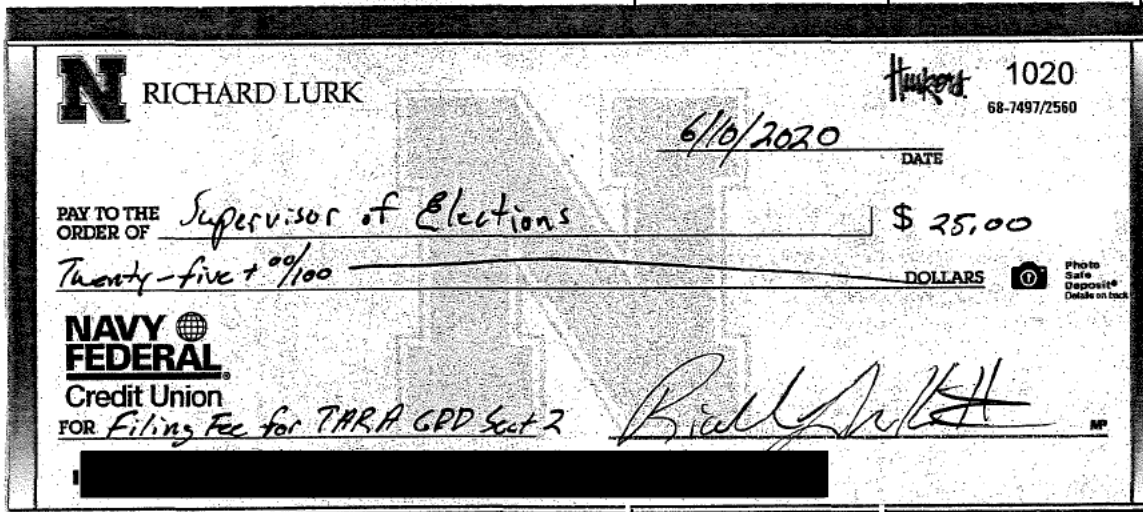 N RICHARD LURK
Huskers 1020
68-7497/2560
6/10/2020
DATE
PAY TO THE ORDER OF Supervisor of Elections $ 25.00
Twenty-five + 00/100 DOLLARS
Photo Safe Deposit® Details on back
NAVY FEDERAL®
Credit Union
FOR Filing Fee for TARA CDD Seat 2
MP